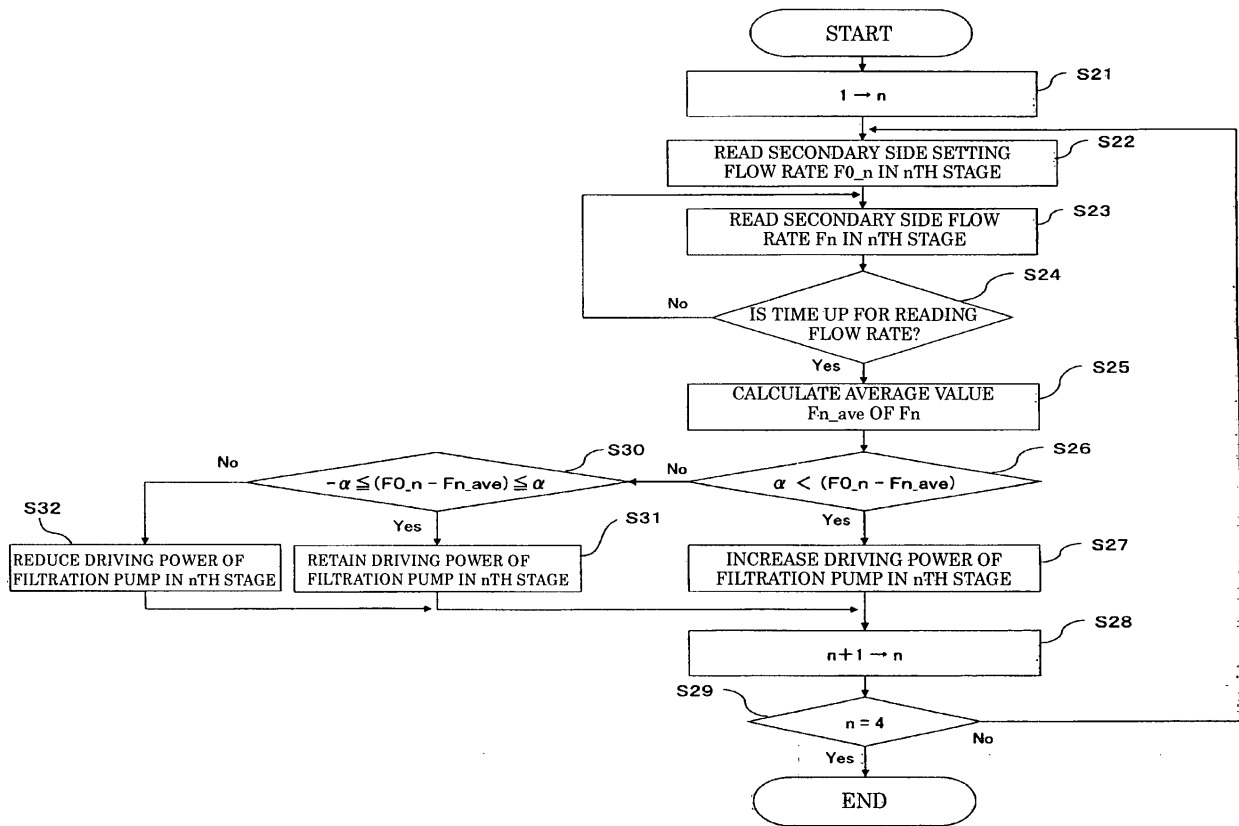 START
S21
1 → n
S22
READ SECONDARY SIDE SETTING
FLOW RATE F0_n IN nTH STAGE
S23
READ SECONDARY SIDE FLOW
RATE Fn IN nTH STAGE
S24
No
IS TIME UP FOR READING
FLOW RATE?
Yes
S25
CALCULATE AVERAGE VALUE
Fn_ave OF Fn
S26
No
α < (F0_n − Fn_ave)
Yes
S30
No
−α ≦ (F0_n − Fn_ave) ≦ α
Yes
S32
REDUCE DRIVING POWER OF
FILTRATION PUMP IN nTH STAGE
S31
RETAIN DRIVING POWER OF
FILTRATION PUMP IN nTH STAGE
S27
INCREASE DRIVING POWER OF
FILTRATION PUMP IN nTH STAGE
S28
n+1 → n
S29
n = 4
No
Yes
END